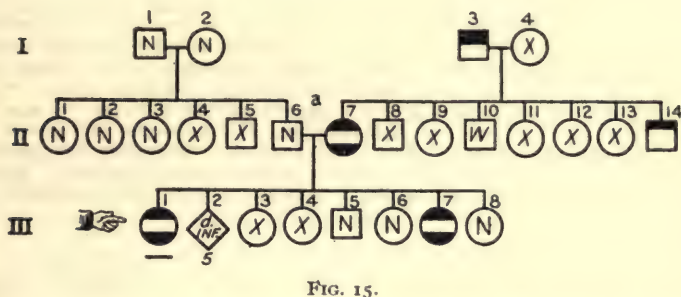 1 2 3 4
I N N X
a
1 2 3 4 5 6 7 8 9 10 11 12 13 14
II N N N X X N X X W X X X
1 2 3 4 5 6 7 8
III d. INF. X X N N N
5
FIG. 15.